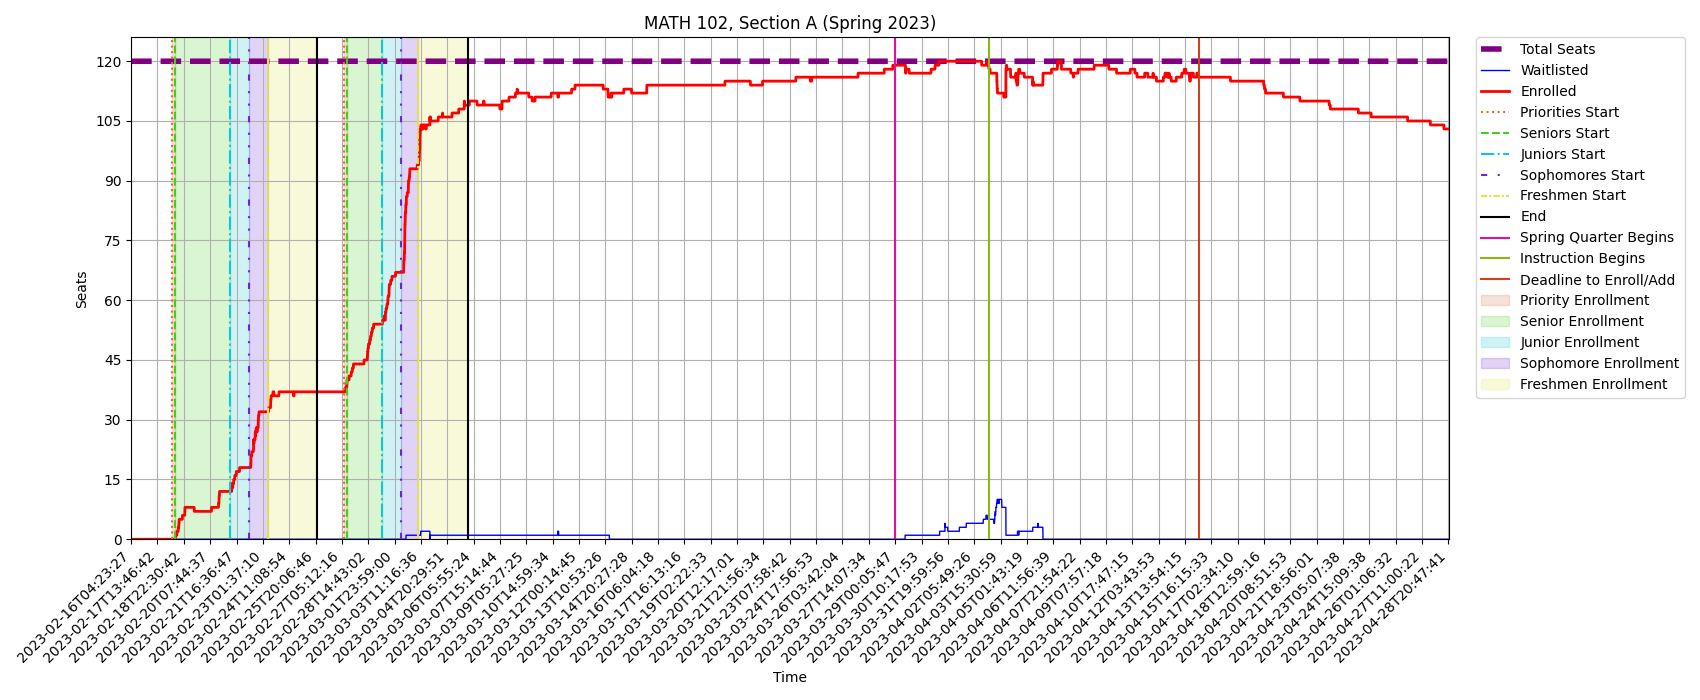 MATH 102, Section A (Spring 2023)
Seats
120
105
90
75
60
45
30
15
0
2023-02-16T04:23:27
2023-02-17T13:46:42
2023-02-18T22:30:42
2023-02-20T07:44:37
2023-02-21T16:36:47
2023-02-23T01:37:10
2023-02-24T11:08:54
2023-02-25T20:06:46
2023-02-27T05:12:16
2023-02-28T14:43:02
2023-03-01T23:59:00
2023-03-03T11:16:36
2023-03-04T20:29:51
2023-03-06T05:55:24
2023-03-07T15:14:44
2023-03-09T05:27:25
2023-03-10T14:59:34
2023-03-12T00:14:45
2023-03-13T10:53:26
2023-03-14T20:27:28
2023-03-16T06:04:18
2023-03-17T16:13:16
2023-03-19T02:22:33
2023-03-20T12:17:01
2023-03-21T21:56:34
2023-03-23T07:58:42
2023-03-24T17:56:53
2023-03-26T03:42:04
2023-03-27T14:07:34
2023-03-29T00:05:47
2023-03-30T10:17:53
2023-03-31T19:59:56
2023-04-02T05:49:26
2023-04-03T15:30:59
2023-04-05T01:43:19
2023-04-06T11:56:39
2023-04-07T21:54:22
2023-04-09T07:57:18
2023-04-10T17:47:15
2023-04-12T03:43:55
2023-04-13T13:54:15
2023-04-15T16:15:33
2023-04-17T02:34:10
2023-04-18T12:59:16
2023-04-20T08:51:53
2023-04-21T18:56:01
2023-04-23T05:07:38
2023-04-24T15:09:38
2023-04-26T01:06:32
2023-04-27T11:00:22
2023-04-28T20:47:41
Time
Total Seats
Waitlisted
Enrolled
Priorities Start
Seniors Start
Juniors Start
Sophomores Start
Freshmen Start
End
Spring Quarter Begins
Instruction Begins
Deadline to Enroll/Add
Priority Enrollment
Senior Enrollment
Junior Enrollment
Sophomore Enrollment
Freshmen Enrollment